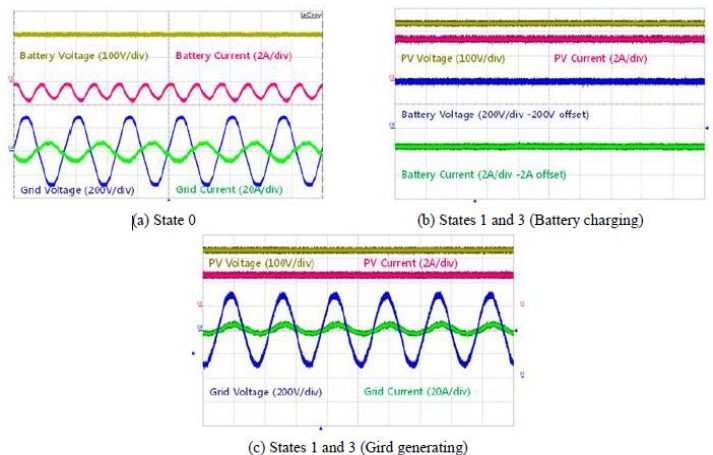 LeCroy
Battery Voltage (100V/div) Battery Current (2A/div)
Grid Voltage (200V/div) Grid Current (20A/div)
(a) State 0
PV Voltage (100V/div) PV Current (2A/div)
Battery Voltage (200V/div -200V offset)
Battery Current (2A/div -2A offset)
(b) States 1 and 3 (Battery charging)
PV Voltage (100V/div) PV Current (2A/div)
Grid Voltage (200V/div) Grid Current (20A/div)
(c) States 1 and 3 (Gird generating)